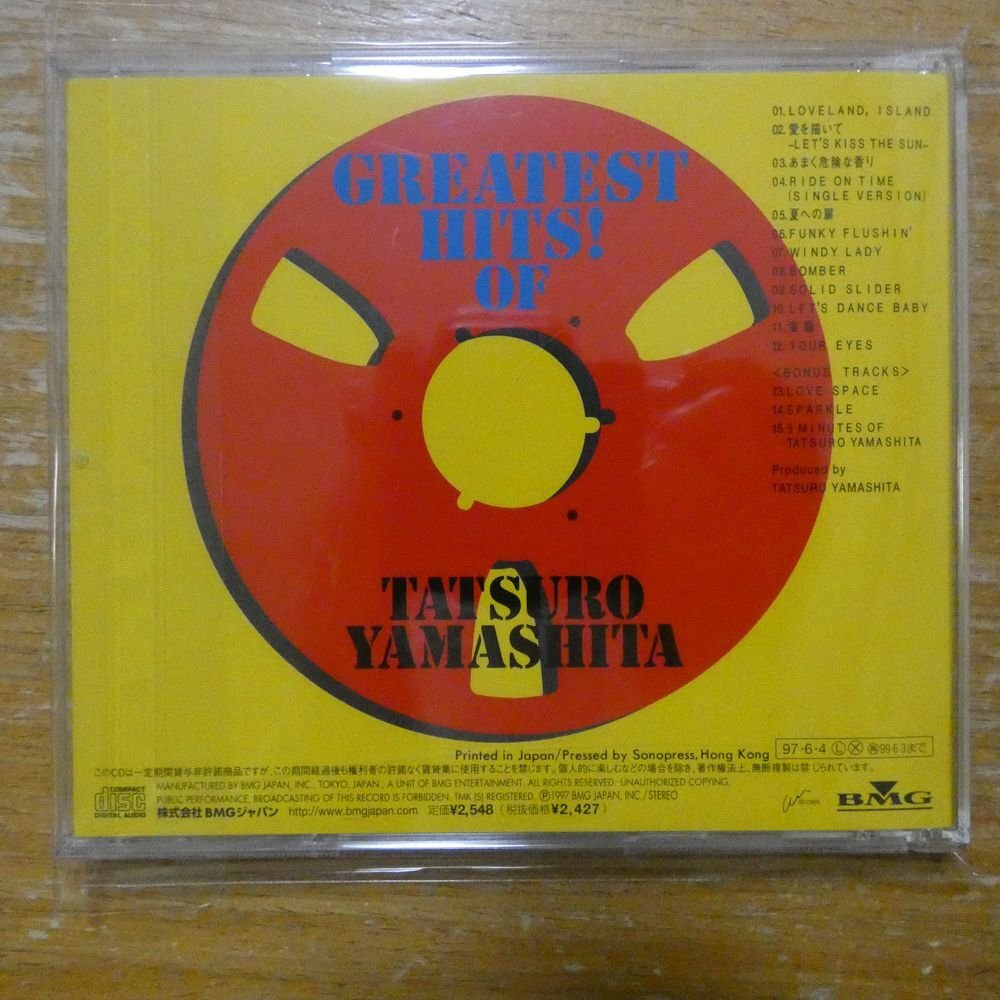 GREATEST
HITS!
OF
TATSURO
YAMASHITA
01.LOVELAND, ISLAND
02.愛を描いて
-LET'S KISS THE SUN-
03.あまく危険な香り
04.RIDE ON TIME
(SINGLE VERSION)
05.夏への扉
06.FUNKY FLUSHIN'
07.WINDY LADY
08.BOMBER
09.SOLID SLIDER
10.LET'S DANCE BABY
11.
12.YOUR EYES
<BONUS TRACKS>
13.LOVE SPACE
14.SPARKLE
15.9 MINUTES OF
TATSURO YAMASHITA
Produced by
TATSURO YAMASHITA
Printed in Japan/Pressed by Sonopress, Hong Kong
97・6・4 Ⓛ Ⓧ 99・6・3まで
このCDは一定期間貸与非許諾商品ですが、この期間経過後も権利者の許諾なく賃貸業に使用することを禁じます。個人的に楽しむなどの場合を除き、著作権法上、無断複製は禁じられています。
MANUFACTURED BY BMG JAPAN, INC., TOKYO, JAPAN, A UNIT OF BMG ENTERTAINMENT. ALL RIGHTS RESERVED. UNAUTHORIZED COPYING,
PUBLIC PERFORMANCE, BROADCASTING OF THIS RECORD IS FORBIDDEN. TMK (S) REGISTERED. Ⓟ1997 BMG JAPAN, INC./STEREO
COMPACT
disc
DIGITAL AUDIO
株式会社BMGジャパン http://www.bmgjapan.com 定価¥2,548 (税抜価格¥2,427)
air RECORDS
BMG